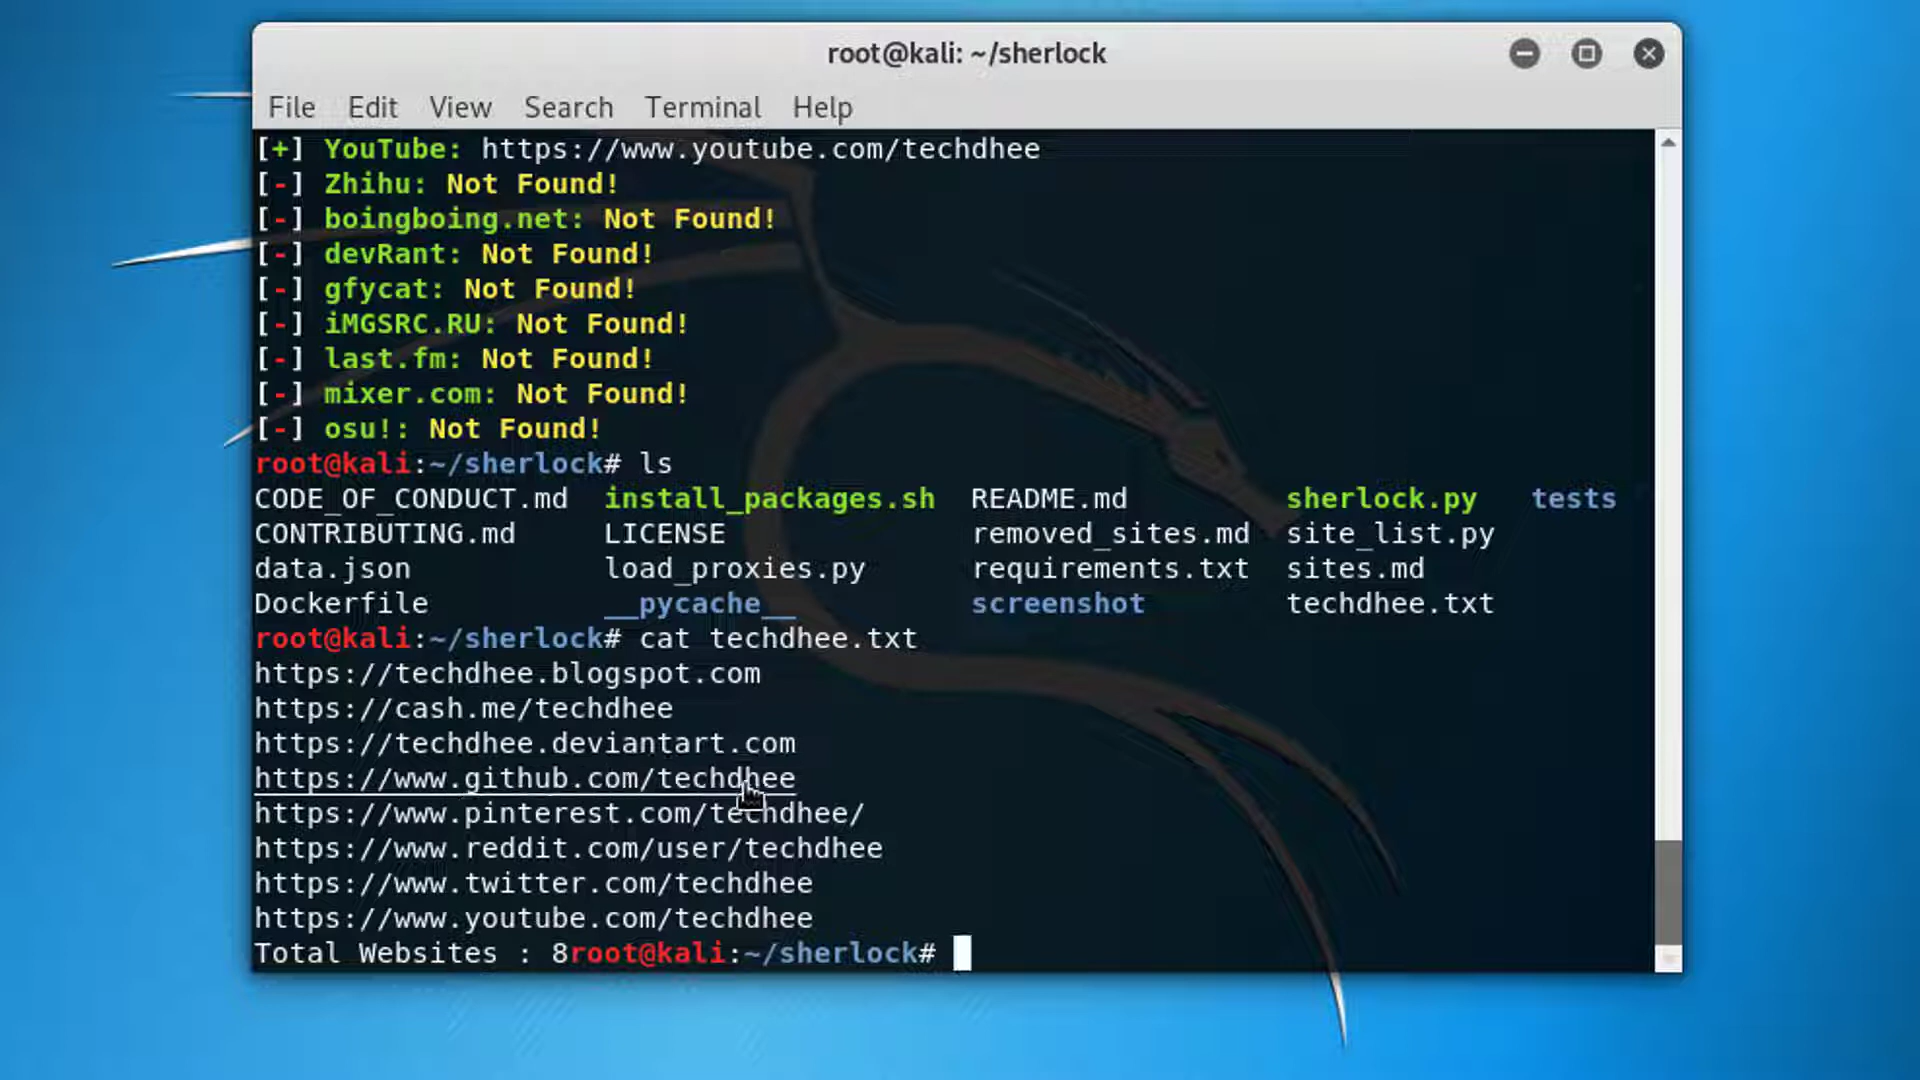 root@kali: ~/sherlock
File Edit View Search Terminal Help
[+] YouTube: https://www.youtube.com/techdhee
[-] Zhihu: Not Found!
[-] boingboing.net: Not Found!
[-] devRant: Not Found!
[-] gfycat: Not Found!
[-] iMGSRC.RU: Not Found!
[-] last.fm: Not Found!
[-] mixer.com: Not Found!
[-] osu!: Not Found!
root@kali:~/sherlock# ls
CODE_OF_CONDUCT.md install_packages.sh README.md sherlock.py tests
CONTRIBUTING.md LICENSE removed_sites.md site_list.py
data.json load_proxies.py requirements.txt sites.md
Dockerfile __pycache__ screenshot techdhee.txt
root@kali:~/sherlock# cat techdhee.txt
https://techdhee.blogspot.com
https://cash.me/techdhee
https://techdhee.deviantart.com
https://www.github.com/techdhee
https://www.pinterest.com/techdhee/
https://www.reddit.com/user/techdhee
https://www.twitter.com/techdhee
https://www.youtube.com/techdhee
Total Websites : 8root@kali:~/sherlock#